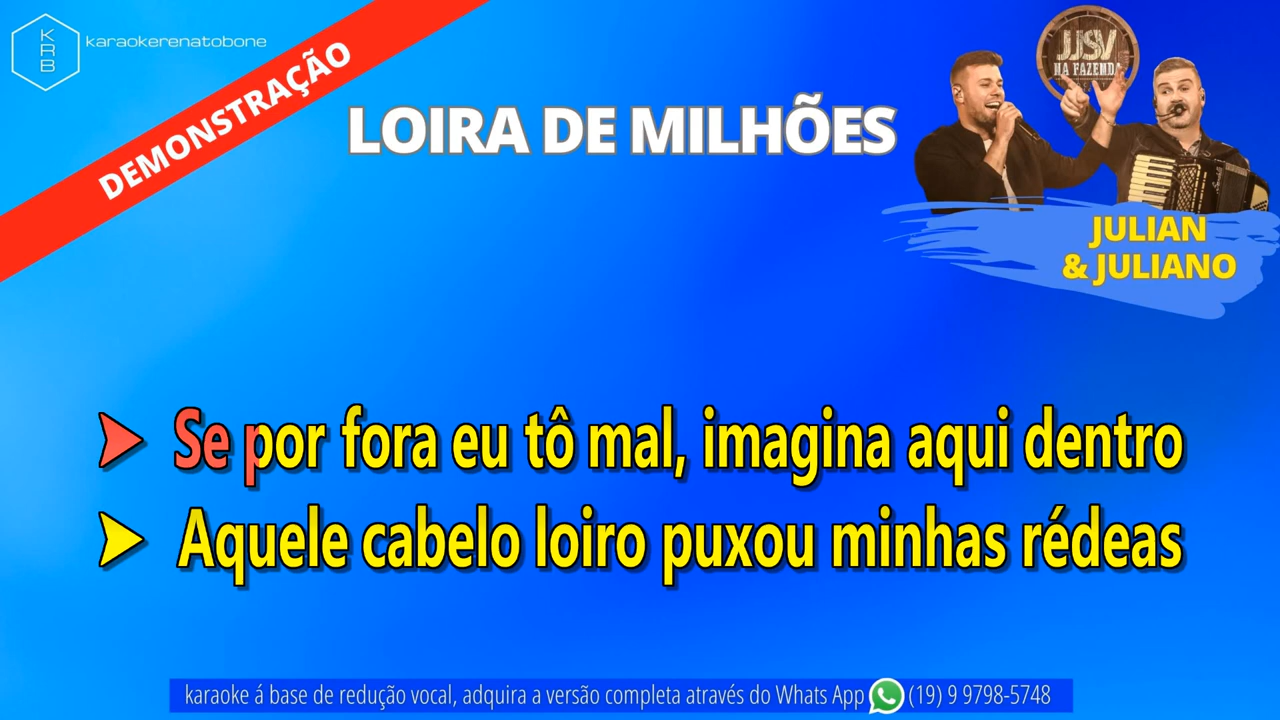 K
R
B
karaokerenatobone
DEMONSTRAÇÃO
LOIRA DE MILHÕES
JJSV
NA FAZENDA
JULIAN
& JULIANO
Se por fora eu tô mal, imagina aqui dentro
Aquele cabelo loiro puxou minhas rédeas
karaoke á base de redução vocal, adquira a versão completa através do Whats App (19) 9 9798-5748